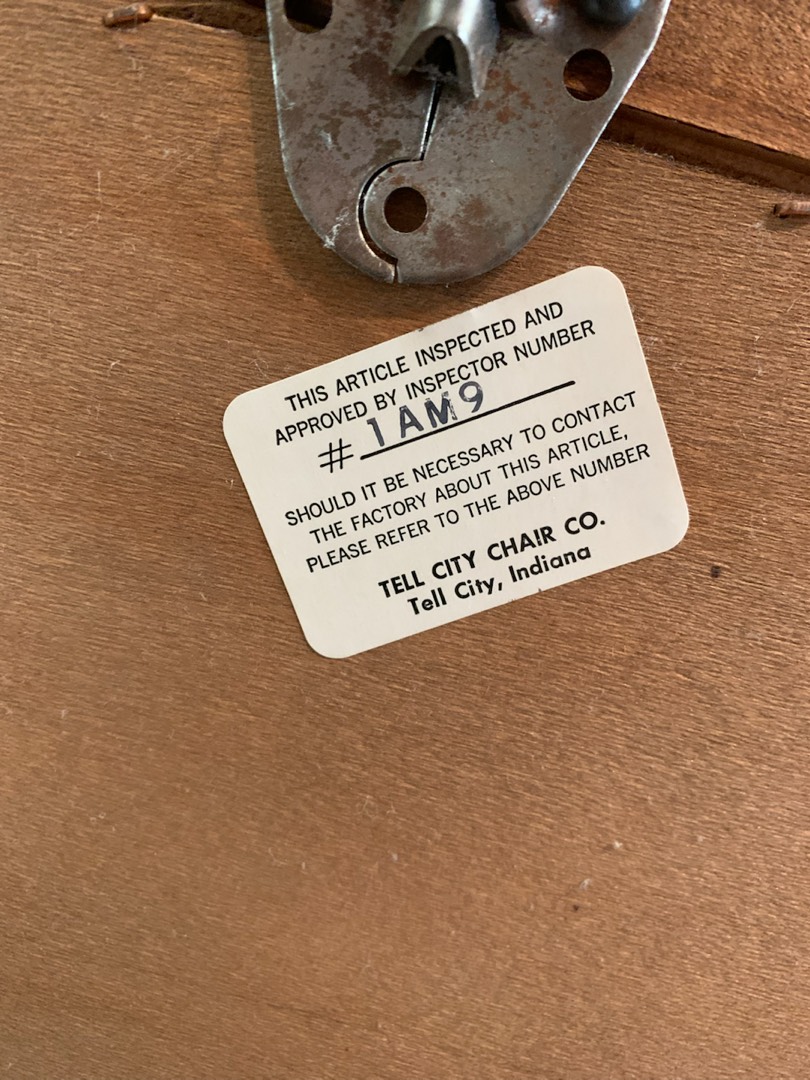 THIS ARTICLE INSPECTED AND
APPROVED BY INSPECTOR NUMBER
# 1AM9
SHOULD IT BE NECESSARY TO CONTACT
THE FACTORY ABOUT THIS ARTICLE,
PLEASE REFER TO THE ABOVE NUMBER
TELL CITY CHAIR CO.
Tell City, Indiana